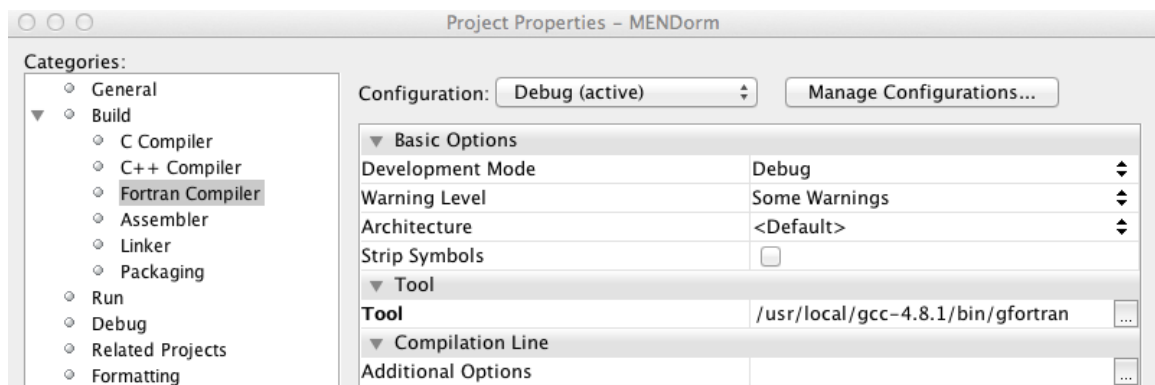 Project Properties – MENDorm
Categories:
General
Build
C Compiler
C++ Compiler
Fortran Compiler
Assembler
Linker
Packaging
Run
Debug
Related Projects
Formatting
Configuration: Debug (active) Manage Configurations...
Basic Options
Development Mode Debug
Warning Level Some Warnings
Architecture <Default>
Strip Symbols
Tool
Tool /usr/local/gcc-4.8.1/bin/gfortran ...
Compilation Line
Additional Options ...